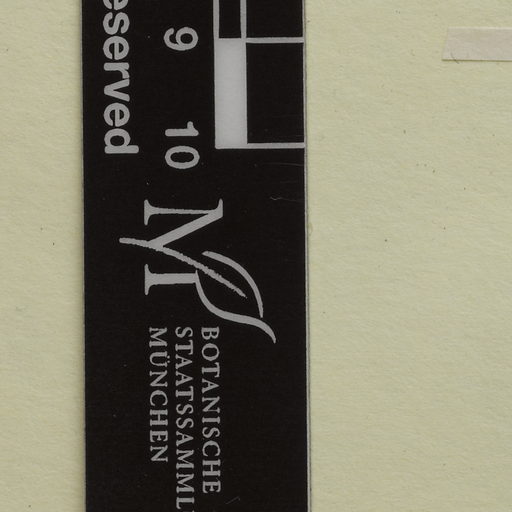 eserved
9
10
M
BOTANISCHE
STAATSSAMML
MÜNCHEN